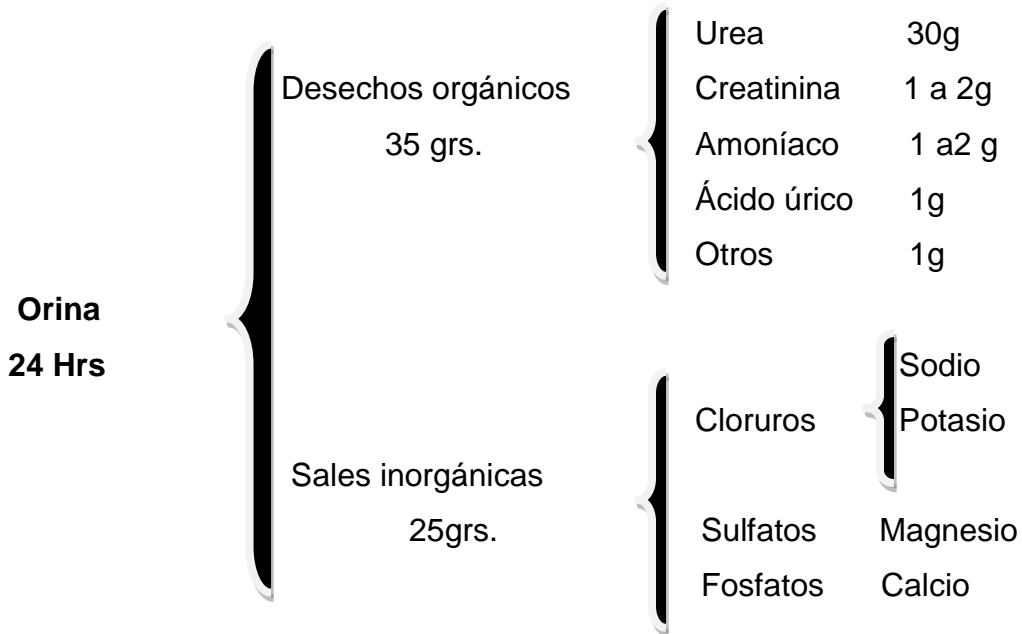 Orina
24 Hrs
Desechos orgánicos
35 grs.
Urea 30g
Creatinina 1 a 2g
Amoníaco 1 a2 g
Ácido úrico 1g
Otros 1g
Sales inorgánicas
25grs.
Cloruros
Sodio
Potasio
Sulfatos Magnesio
Fosfatos Calcio